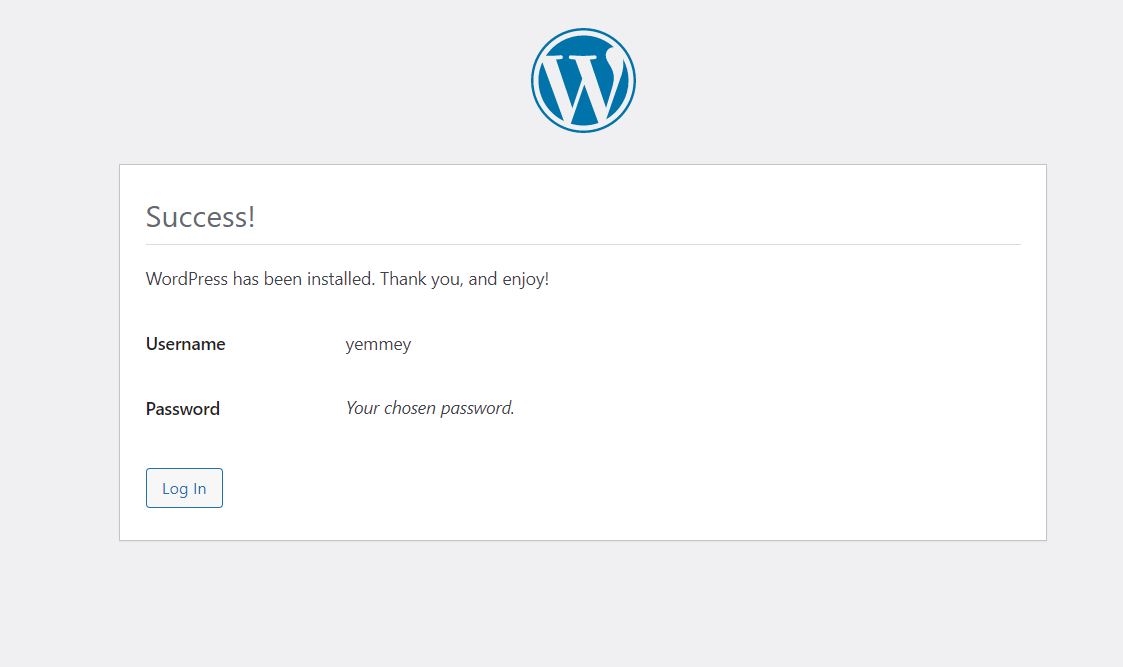 Success!
WordPress has been installed. Thank you, and enjoy!
Username yemmey
Password Your chosen password.
Log In